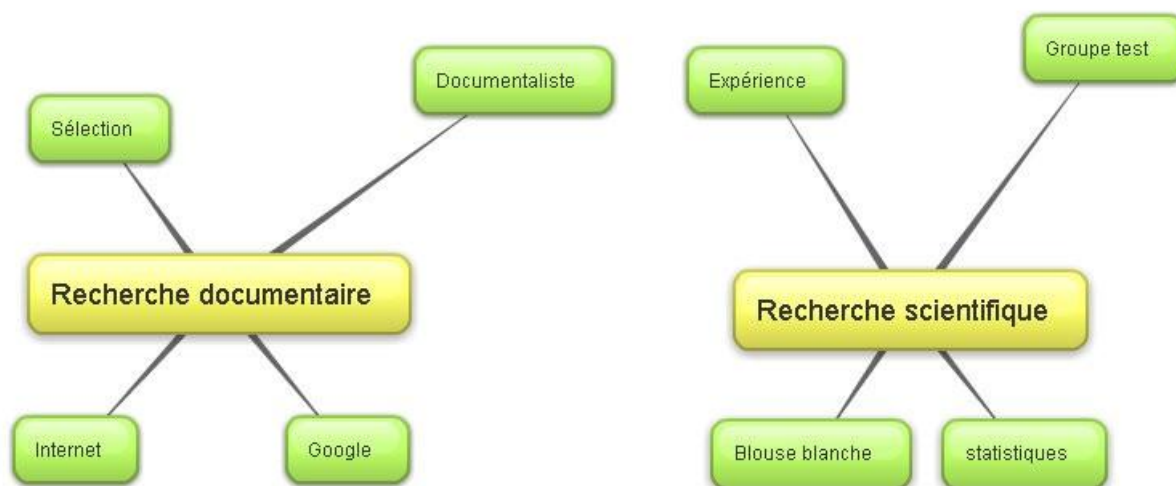 Documentaliste
Sélection
Recherche documentaire
Internet
Google
Groupe test
Expérience
Recherche scientifique
Blouse blanche
statistiques